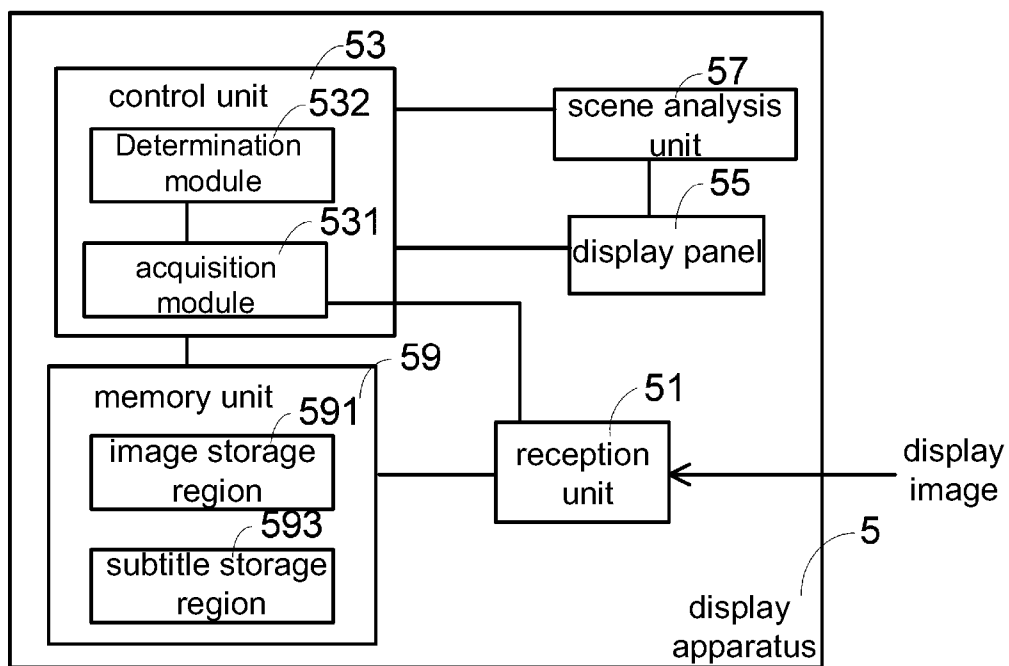 53
control unit
532
Determination
module
531
acquisition
module
57
scene analysis
unit
55
display panel
59
memory unit
591
image storage
region
593
subtitle storage
region
51
reception
unit
display
image
5
display
apparatus